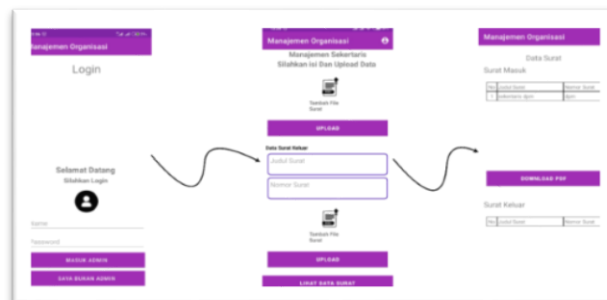 Manajemen Organisasi
Login
Selamat Datang
Silahkan Login
Name
Password
MASUK ADMIN
SAYA BUKAN ADMIN
Manajemen Organisasi
Manajemen Sekertaris
Silahkan isi Dan Upload Data
Tambah File
Surat
UPLOAD
Data Surat Keluar
Judul Surat
Nomor Surat
Tambah File
Surat
UPLOAD
LIHAT DATA SURAT
Manajemen Organisasi
Data Surat
Surat Masuk
No Judul Surat Nomor Surat
DOWNLOAD PDF
Surat Keluar
No Judul Surat Nomor Surat